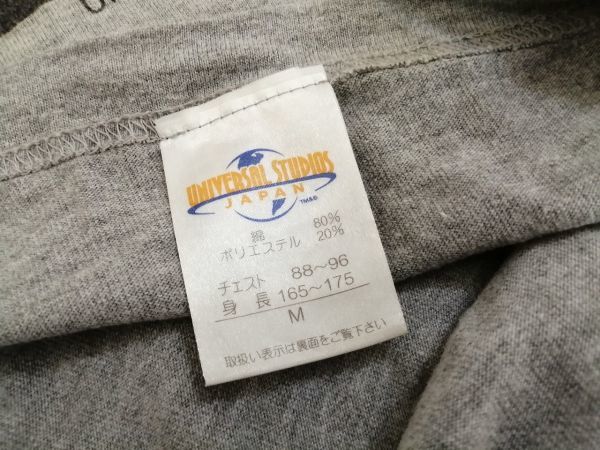 UNIVERSAL STUDIOS
JAPAN
TM&®
綿 80%
ポリエステル 20%
チェスト 88~96
身長 165~175
M
取扱い表示は裏面をご覧下さい